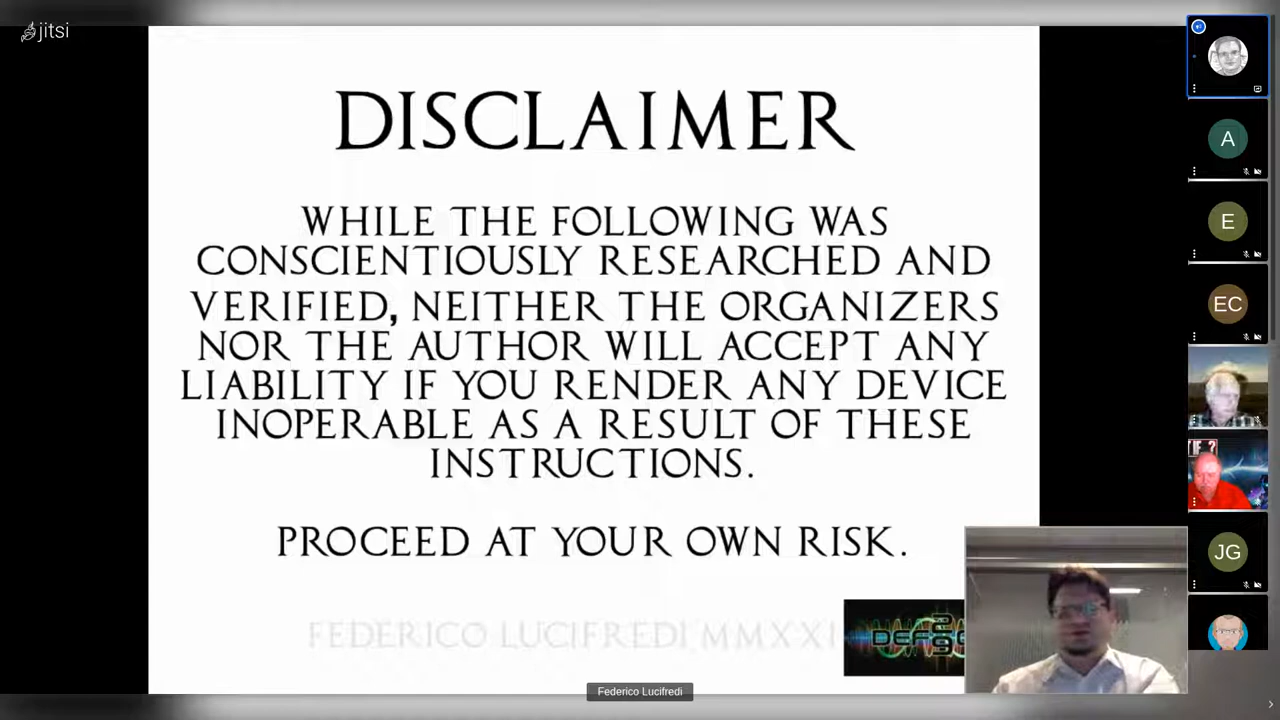 jitsi
DISCLAIMER
WHILE THE FOLLOWING WAS
CONSCIENTIOUSLY RESEARCHED AND
VERIFIED, NEITHER THE ORGANIZERS
NOR THE AUTHOR WILL ACCEPT ANY
LIABILITY IF YOU RENDER ANY DEVICE
INOPERABLE AS A RESULT OF THESE
INSTRUCTIONS.
PROCEED AT YOUR OWN RISK.
FEDERICO LUCIFREDI MMXXI
Federico Lucifredi
A
E
EC
IF ?
JG